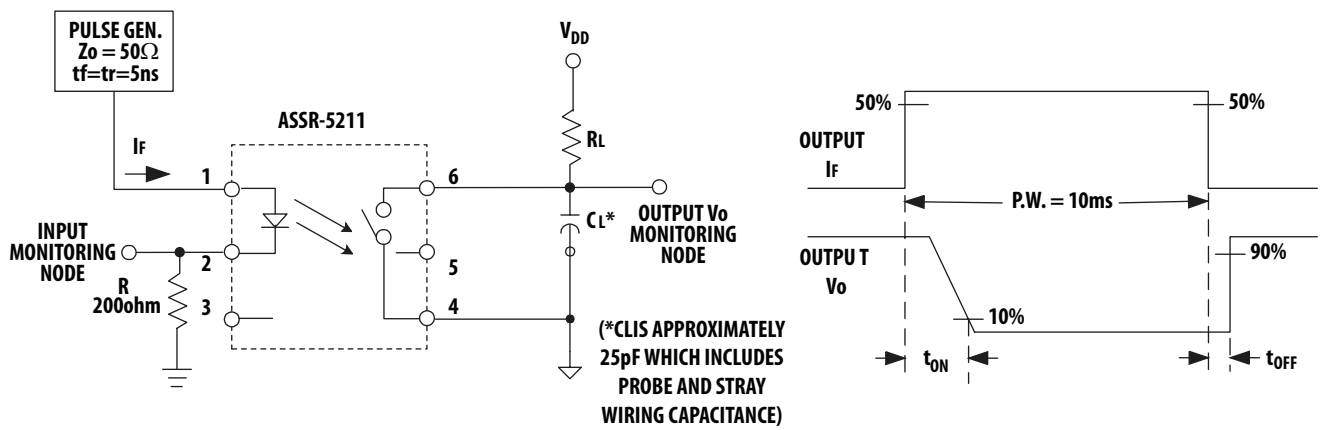 PULSE GEN.
Zo = 50Ω
tf=tr=5ns
IF
ASSR-5211
1
2
3
6
5
4
INPUT
MONITORING
NODE
R
200ohm
VDD
RL
CL*
OUTPUT Vo
MONITORING
NODE
(*CLIS APPROXIMATELY
25pF WHICH INCLUDES
PROBE AND STRAY
WIRING CAPACITANCE)
50%
50%
OUTPUT
IF
P.W. = 10ms
OUTPU T
Vo
90%
10%
tON
tOFF